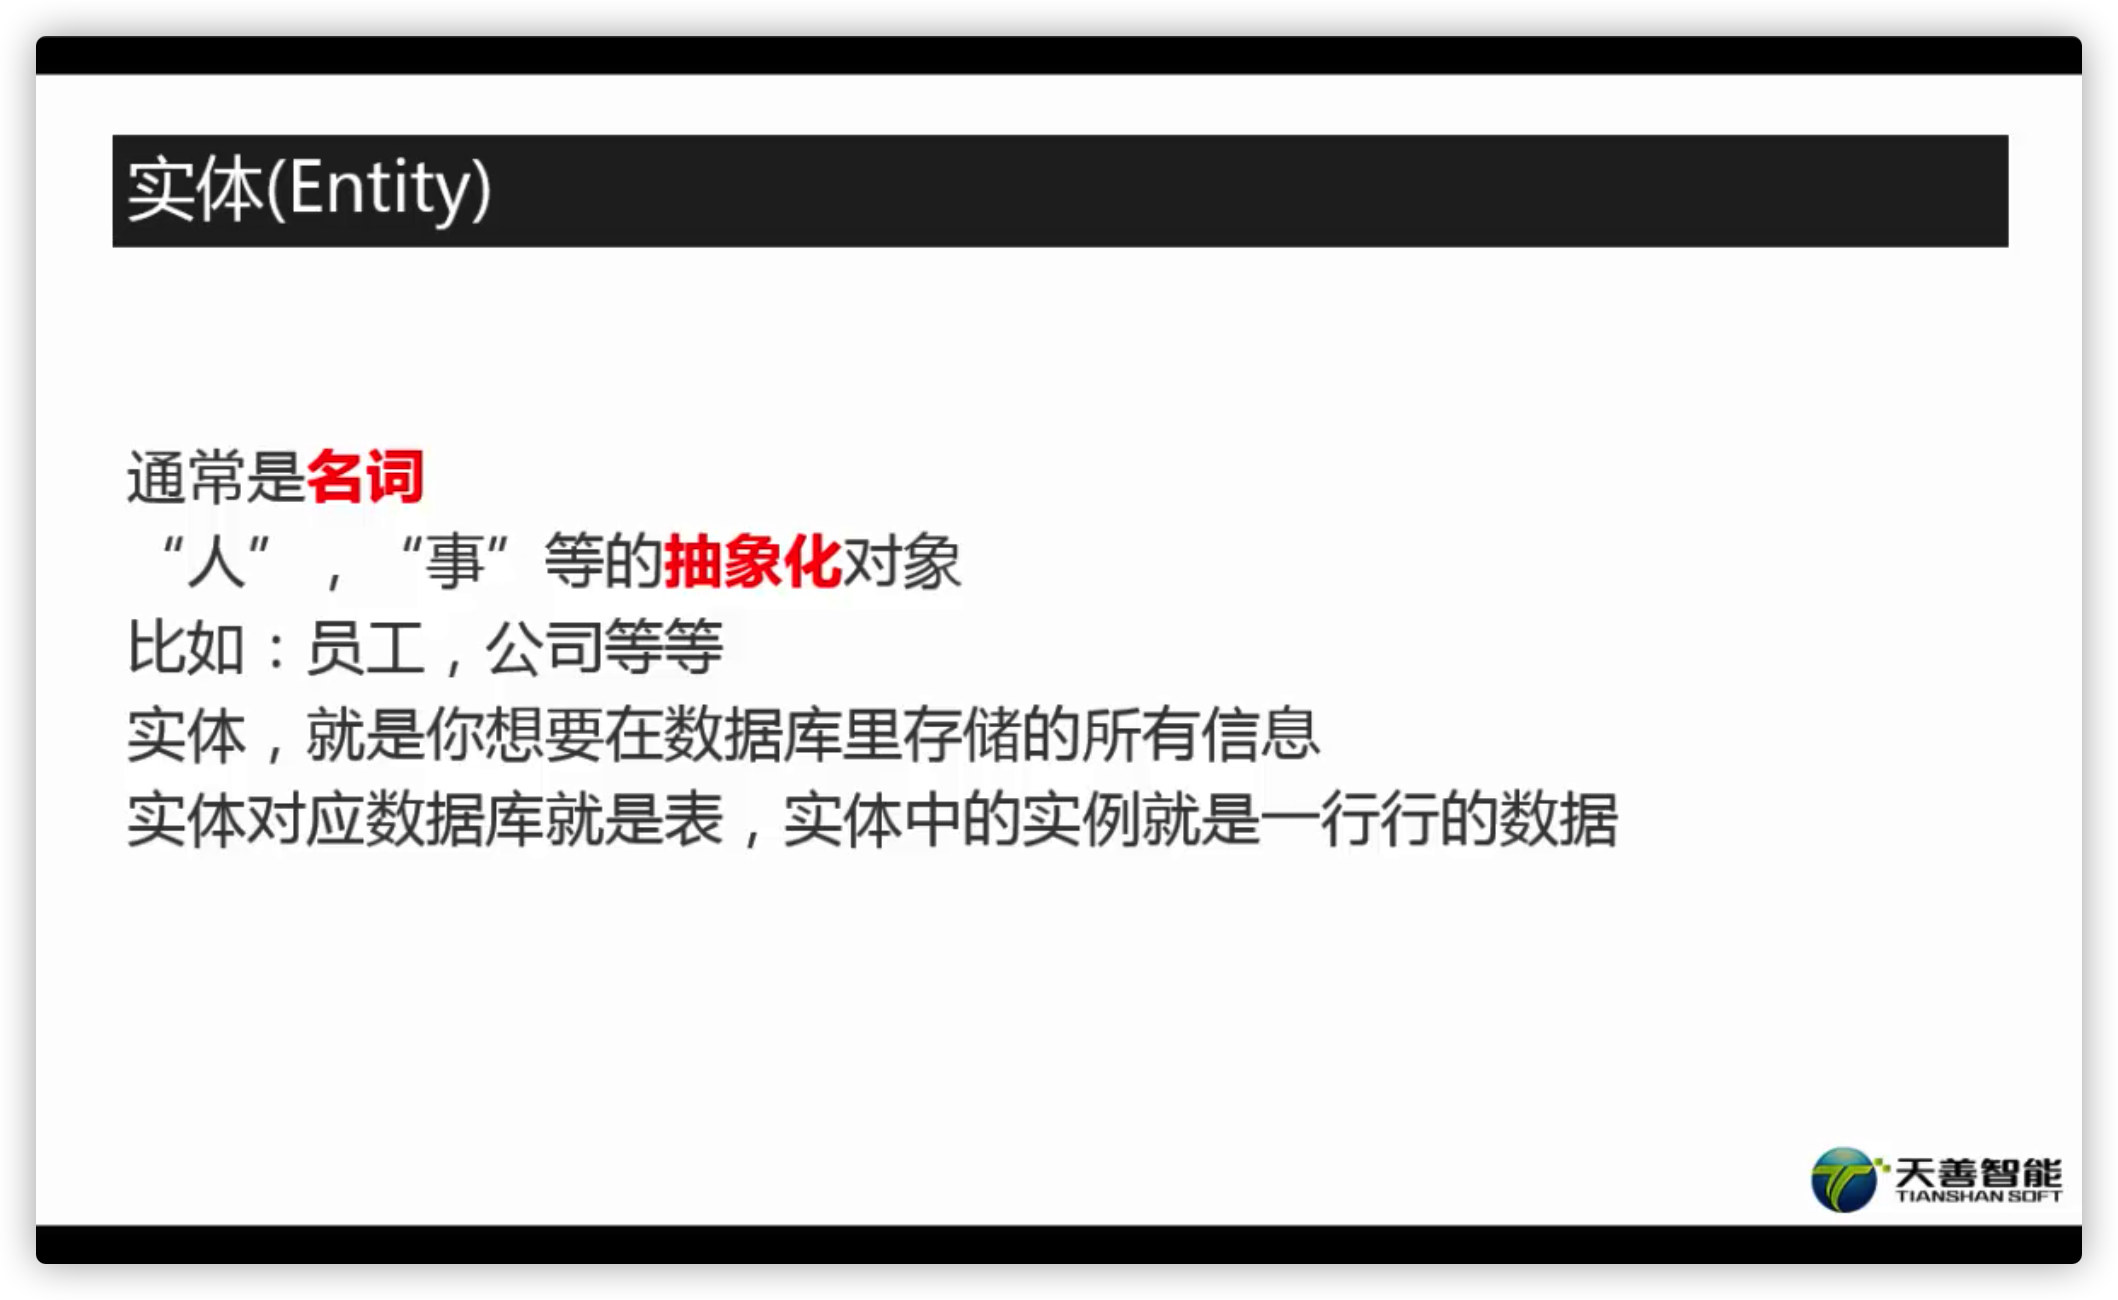 实体(Entity)
通常是名词
“人”，“事”等的抽象化对象
比如：员工，公司等等
实体，就是你想要在数据库里存储的所有信息
实体对应数据库就是表，实体中的实例就是一行行的数据
天善智能
TIANSHAN SOFT